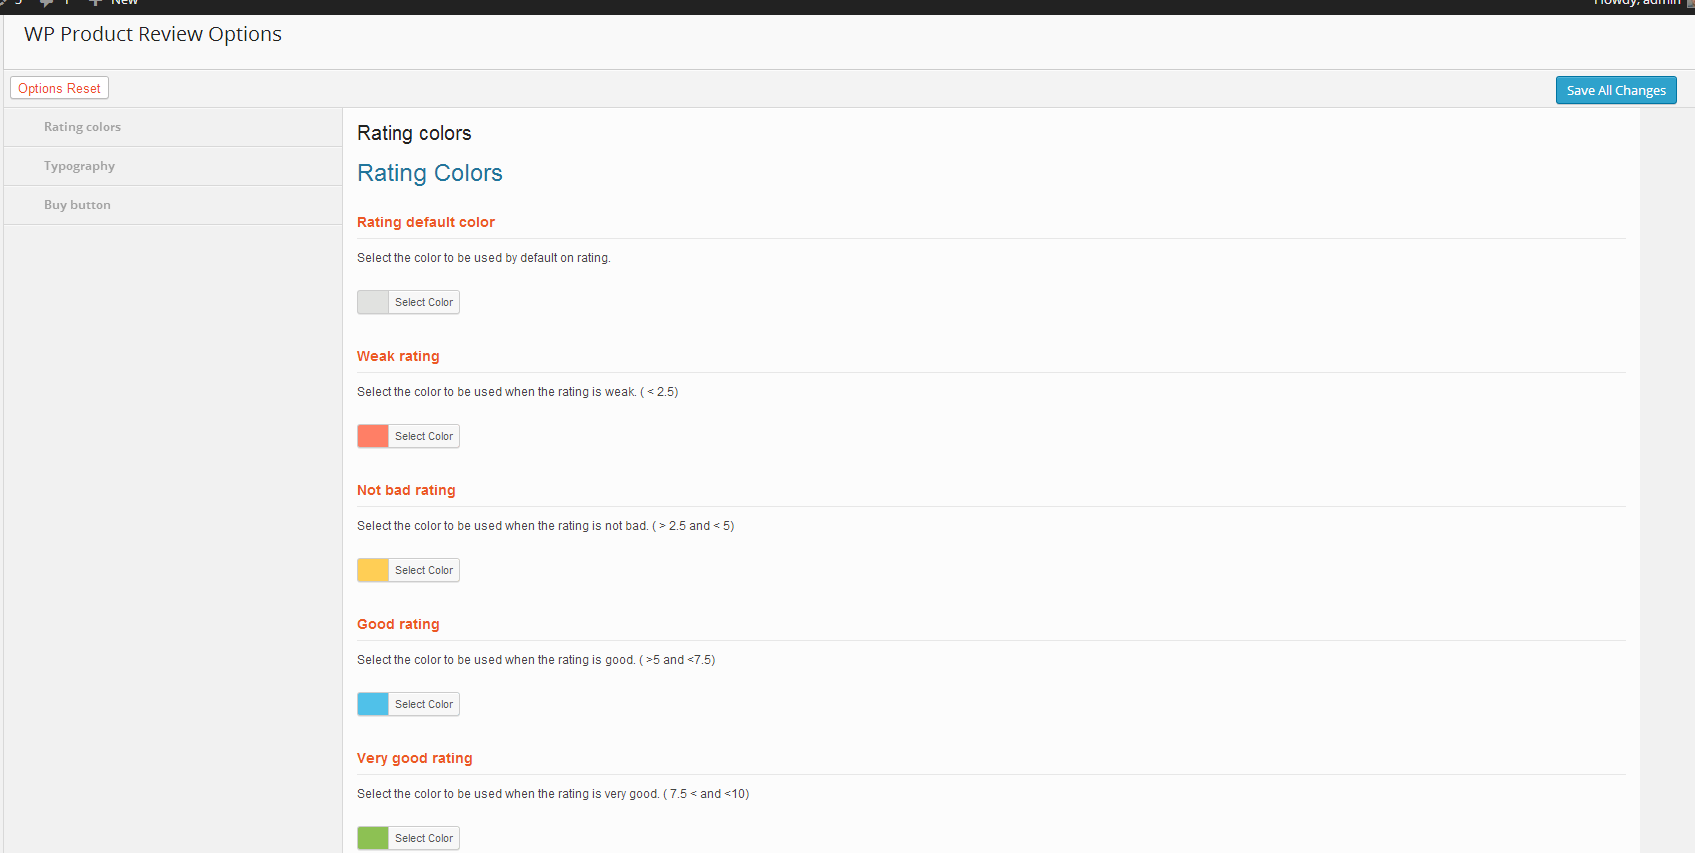 5 1 New Howdy, admin
WP Product Review Options
Options Reset
Save All Changes
Rating colors
Typography
Buy button
Rating colors
Rating Colors
Rating default color
Select the color to be used by default on rating.
Select Color
Weak rating
Select the color to be used when the rating is weak. ( < 2.5)
Select Color
Not bad rating
Select the color to be used when the rating is not bad. ( > 2.5 and < 5)
Select Color
Good rating
Select the color to be used when the rating is good. ( >5 and <7.5)
Select Color
Very good rating
Select the color to be used when the rating is very good. ( 7.5 < and <10)
Select Color